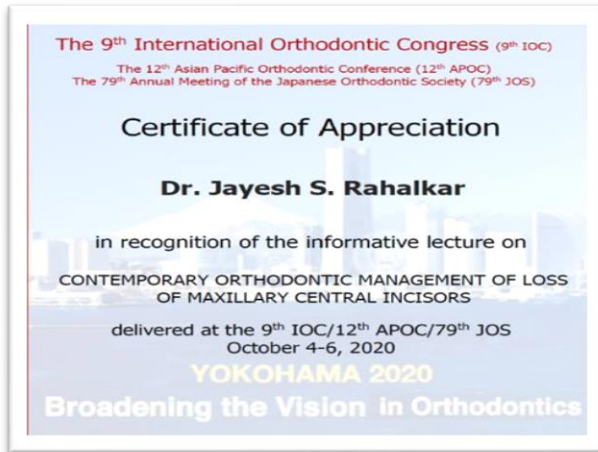 The 9th International Orthodontic Congress (9th IOC)
The 12th Asian Pacific Orthodontic Conference (12th APOC)
The 79th Annual Meeting of the Japanese Orthodontic Society (79th JOS)
Certificate of Appreciation
Dr. Jayesh S. Rahalkar
in recognition of the informative lecture on
CONTEMPORARY ORTHODONTIC MANAGEMENT OF LOSS
OF MAXILLARY CENTRAL INCISORS
delivered at the 9th IOC/12th APOC/79th JOS
October 4-6, 2020
YOKOHAMA 2020
Broadening the Vision in Orthodontics